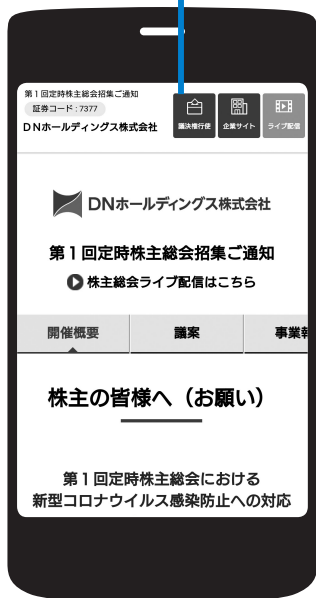 第1回定時株主総会招集ご通知
証券コード：7377
DNホールディングス株式会社
議決権行使
企業サイト
ライブ配信
DNホールディングス株式会社
第1回定時株主総会招集ご通知
株主総会ライブ配信はこちら
開催概要
議案
事業報
株主の皆様へ（お願い）
第1回定時株主総会における
新型コロナウイルス感染防止への対応